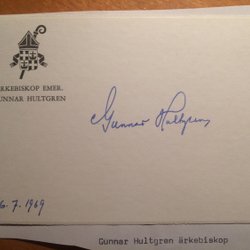 ÄRKEBISKOP EMER.
GUNNAR HULTGREN
Gunnar Hultgren
6.7.1969
Gunnar Hultgren ärkebiskop